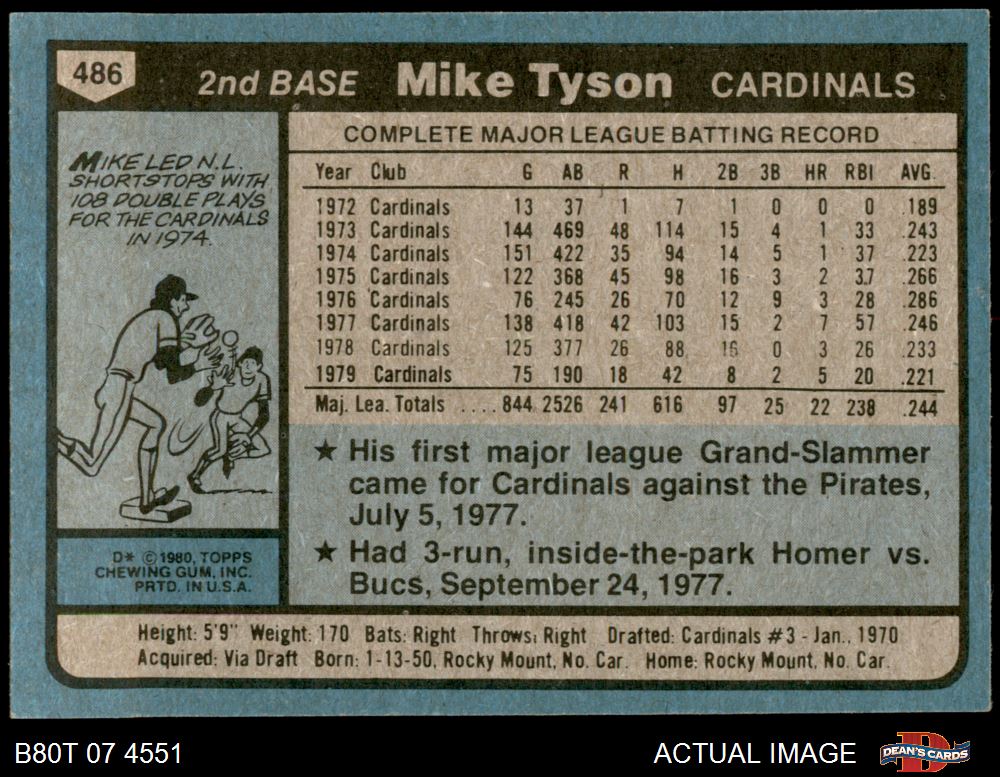 486 2nd BASE Mike Tyson CARDINALS
MIKE LED N.L.
SHORTSTOPS WITH
108 DOUBLE PLAYS
FOR THE CARDINALS
IN 1974.
COMPLETE MAJOR LEAGUE BATTING RECORD
Year Club G AB R H 2B 3B HR RBI AVG.
1972 Cardinals 13 37 1 7 1 0 0 0 .189
1973 Cardinals 144 469 48 114 15 4 1 33 .243
1974 Cardinals 151 422 35 94 14 5 1 37 .223
1975 Cardinals 122 368 45 98 16 3 2 37 .266
1976 Cardinals 76 245 26 70 12 9 3 28 .286
1977 Cardinals 138 418 42 103 15 2 7 57 .246
1978 Cardinals 125 377 26 88 16 0 3 26 .233
1979 Cardinals 75 190 18 42 8 2 5 20 .221
Maj. Lea. Totals ....844 2526 241 616 97 25 22 238 .244
★ His first major league Grand-Slammer
came for Cardinals against the Pirates,
July 5, 1977.
★ Had 3-run, inside-the-park Homer vs.
Bucs, September 24, 1977.
D* © 1980, TOPPS
CHEWING GUM, INC.
PRTD. IN U.S.A.
Height: 5'9" Weight: 170 Bats: Right Throws: Right Drafted: Cardinals #3 - Jan., 1970
Acquired: Via Draft Born: 1-13-50, Rocky Mount, No. Car. Home: Rocky Mount, No. Car.
B80T 07 4551 ACTUAL IMAGE DEAN'S CARDS